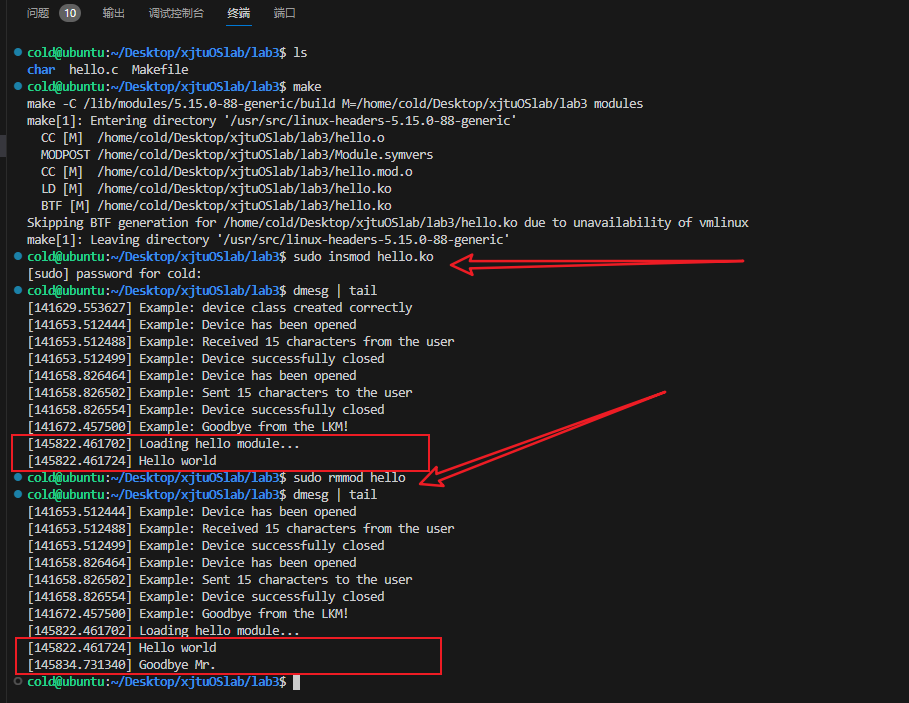 问题 10 输出 调试控制台 终端 端口
cold@ubuntu:~/Desktop/xjtuOSlab/lab3$ ls
char hello.c Makefile
cold@ubuntu:~/Desktop/xjtuOSlab/lab3$ make
make -C /lib/modules/5.15.0-88-generic/build M=/home/cold/Desktop/xjtuOSlab/lab3 modules
make[1]: Entering directory '/usr/src/linux-headers-5.15.0-88-generic'
CC [M] /home/cold/Desktop/xjtuOSlab/lab3/hello.o
MODPOST /home/cold/Desktop/xjtuOSlab/lab3/Module.symvers
CC [M] /home/cold/Desktop/xjtuOSlab/lab3/hello.mod.o
LD [M] /home/cold/Desktop/xjtuOSlab/lab3/hello.ko
BTF [M] /home/cold/Desktop/xjtuOSlab/lab3/hello.ko
Skipping BTF generation for /home/cold/Desktop/xjtuOSlab/lab3/hello.ko due to unavailability of vmlinux
make[1]: Leaving directory '/usr/src/linux-headers-5.15.0-88-generic'
cold@ubuntu:~/Desktop/xjtuOSlab/lab3$ sudo insmod hello.ko
[sudo] password for cold:
cold@ubuntu:~/Desktop/xjtuOSlab/lab3$ dmesg | tail
[141629.553627] Example: device class created correctly
[141653.512444] Example: Device has been opened
[141653.512488] Example: Received 15 characters from the user
[141653.512499] Example: Device successfully closed
[141658.826464] Example: Device has been opened
[141658.826502] Example: Sent 15 characters to the user
[141658.826554] Example: Device successfully closed
[141672.457500] Example: Goodbye from the LKM!
[145822.461702] Loading hello module...
[145822.461724] Hello world
cold@ubuntu:~/Desktop/xjtuOSlab/lab3$ sudo rmmod hello
cold@ubuntu:~/Desktop/xjtuOSlab/lab3$ dmesg | tail
[141653.512444] Example: Device has been opened
[141653.512488] Example: Received 15 characters from the user
[141653.512499] Example: Device successfully closed
[141658.826464] Example: Device has been opened
[141658.826502] Example: Sent 15 characters to the user
[141658.826554] Example: Device successfully closed
[141672.457500] Example: Goodbye from the LKM!
[145822.461702] Loading hello module...
[145822.461724] Hello world
[145834.731340] Goodbye Mr.
cold@ubuntu:~/Desktop/xjtuOSlab/lab3$